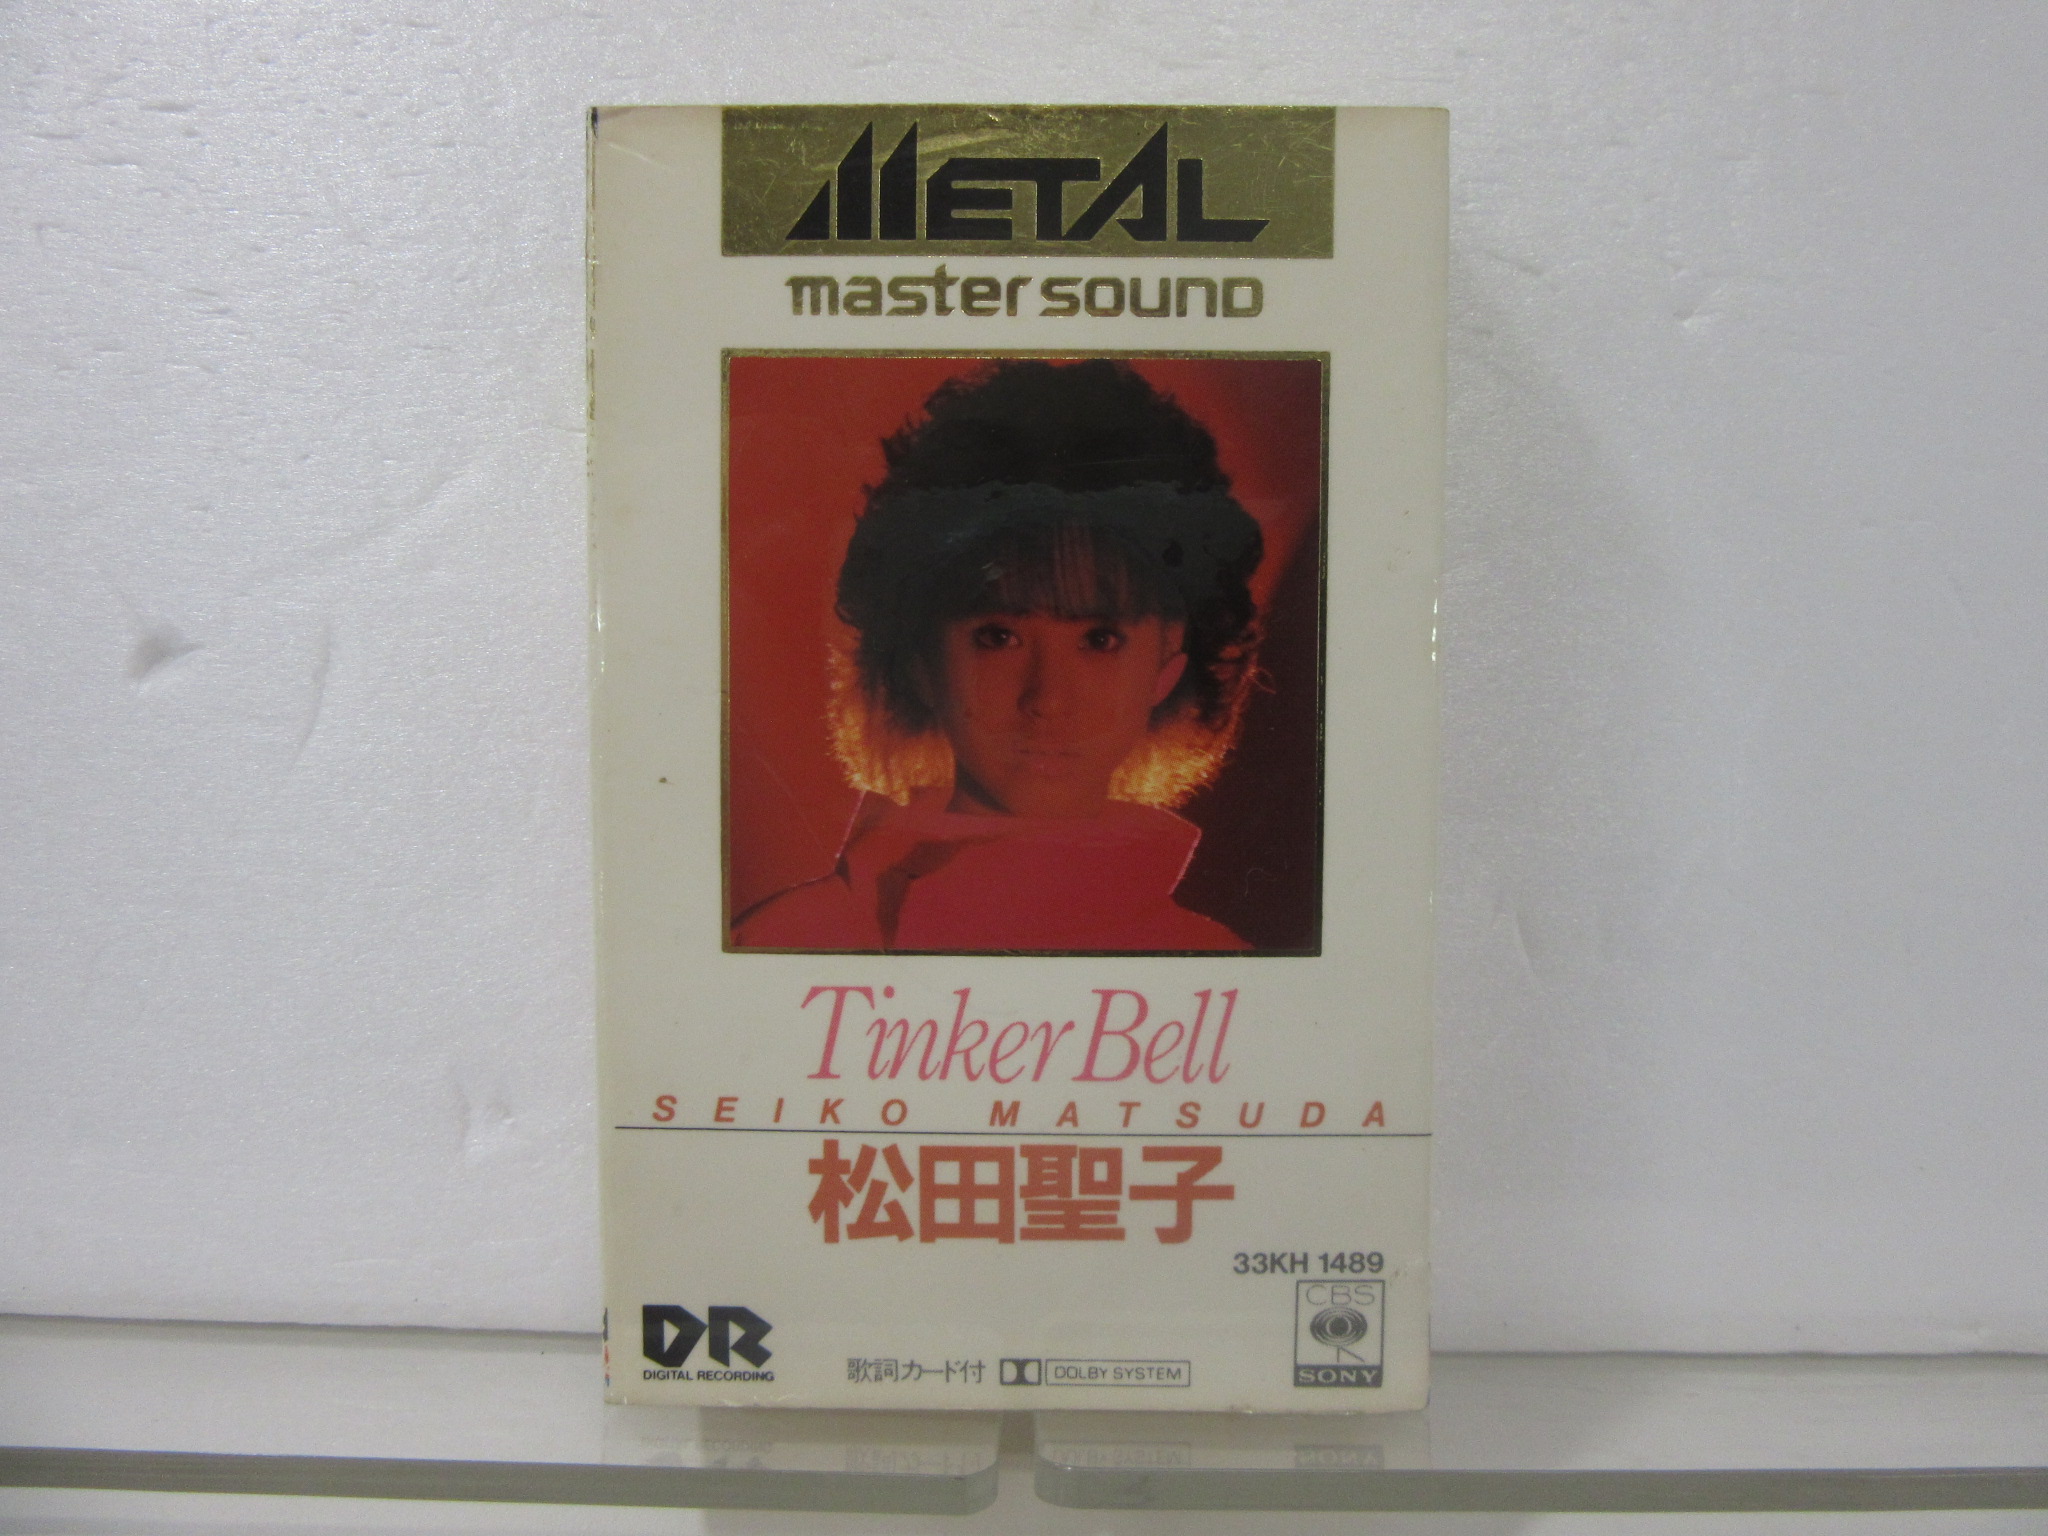 METAL
master sound
Tinker Bell
SEIKO MATSUDA
松田聖子
33KH 1489
CBS
SONY
DR
DIGITAL RECORDING
歌詞カード付 DOLBY SYSTEM